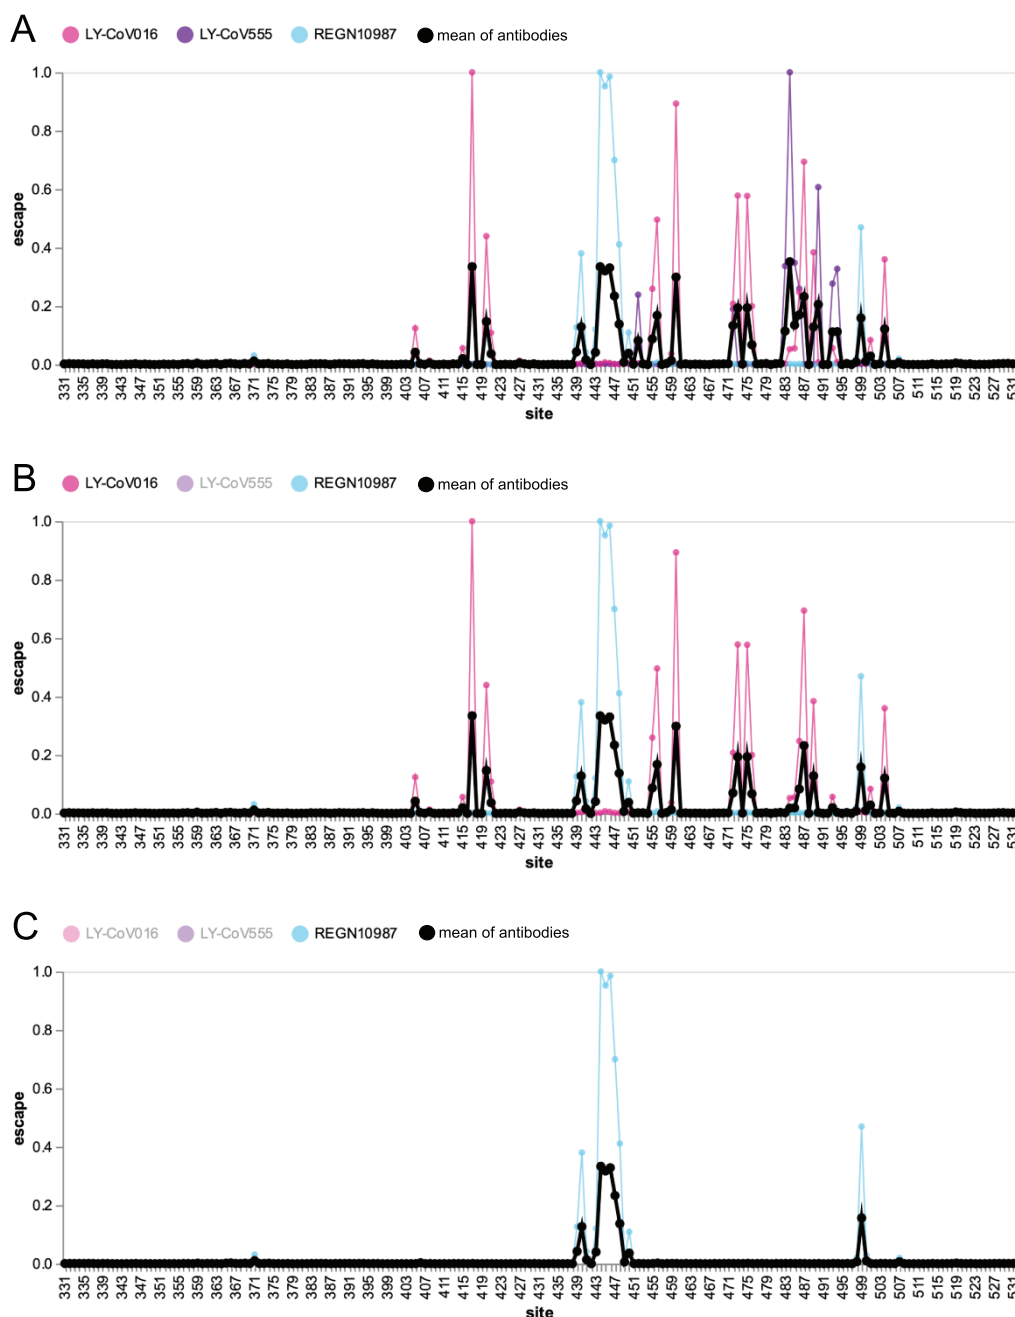 A
LY-CoV016 LY-CoV555 REGN10987 mean of antibodies
1.0
0.8
0.6
0.4
0.2
0.0
escape
331 335 339 343 347 351 355 359 363 367 371 375 379 383 387 391 395 399 403 407 411 415 419 423 427 431 435 439 443 447 451 455 459 463 467 471 475 479 483 487 491 495 499 503 507 511 515 519 523 527 531
site
B
LY-CoV016 LY-CoV555 REGN10987 mean of antibodies
1.0
0.8
0.6
0.4
0.2
0.0
escape
331 335 339 343 347 351 355 359 363 367 371 375 379 383 387 391 395 399 403 407 411 415 419 423 427 431 435 439 443 447 451 455 459 463 467 471 475 479 483 487 491 495 499 503 507 511 515 519 523 527 531
site
C
LY-CoV016 LY-CoV555 REGN10987 mean of antibodies
1.0
0.8
0.6
0.4
0.2
0.0
escape
331 335 339 343 347 351 355 359 363 367 371 375 379 383 387 391 395 399 403 407 411 415 419 423 427 431 435 439 443 447 451 455 459 463 467 471 475 479 483 487 491 495 499 503 507 511 515 519 523 527 531
site